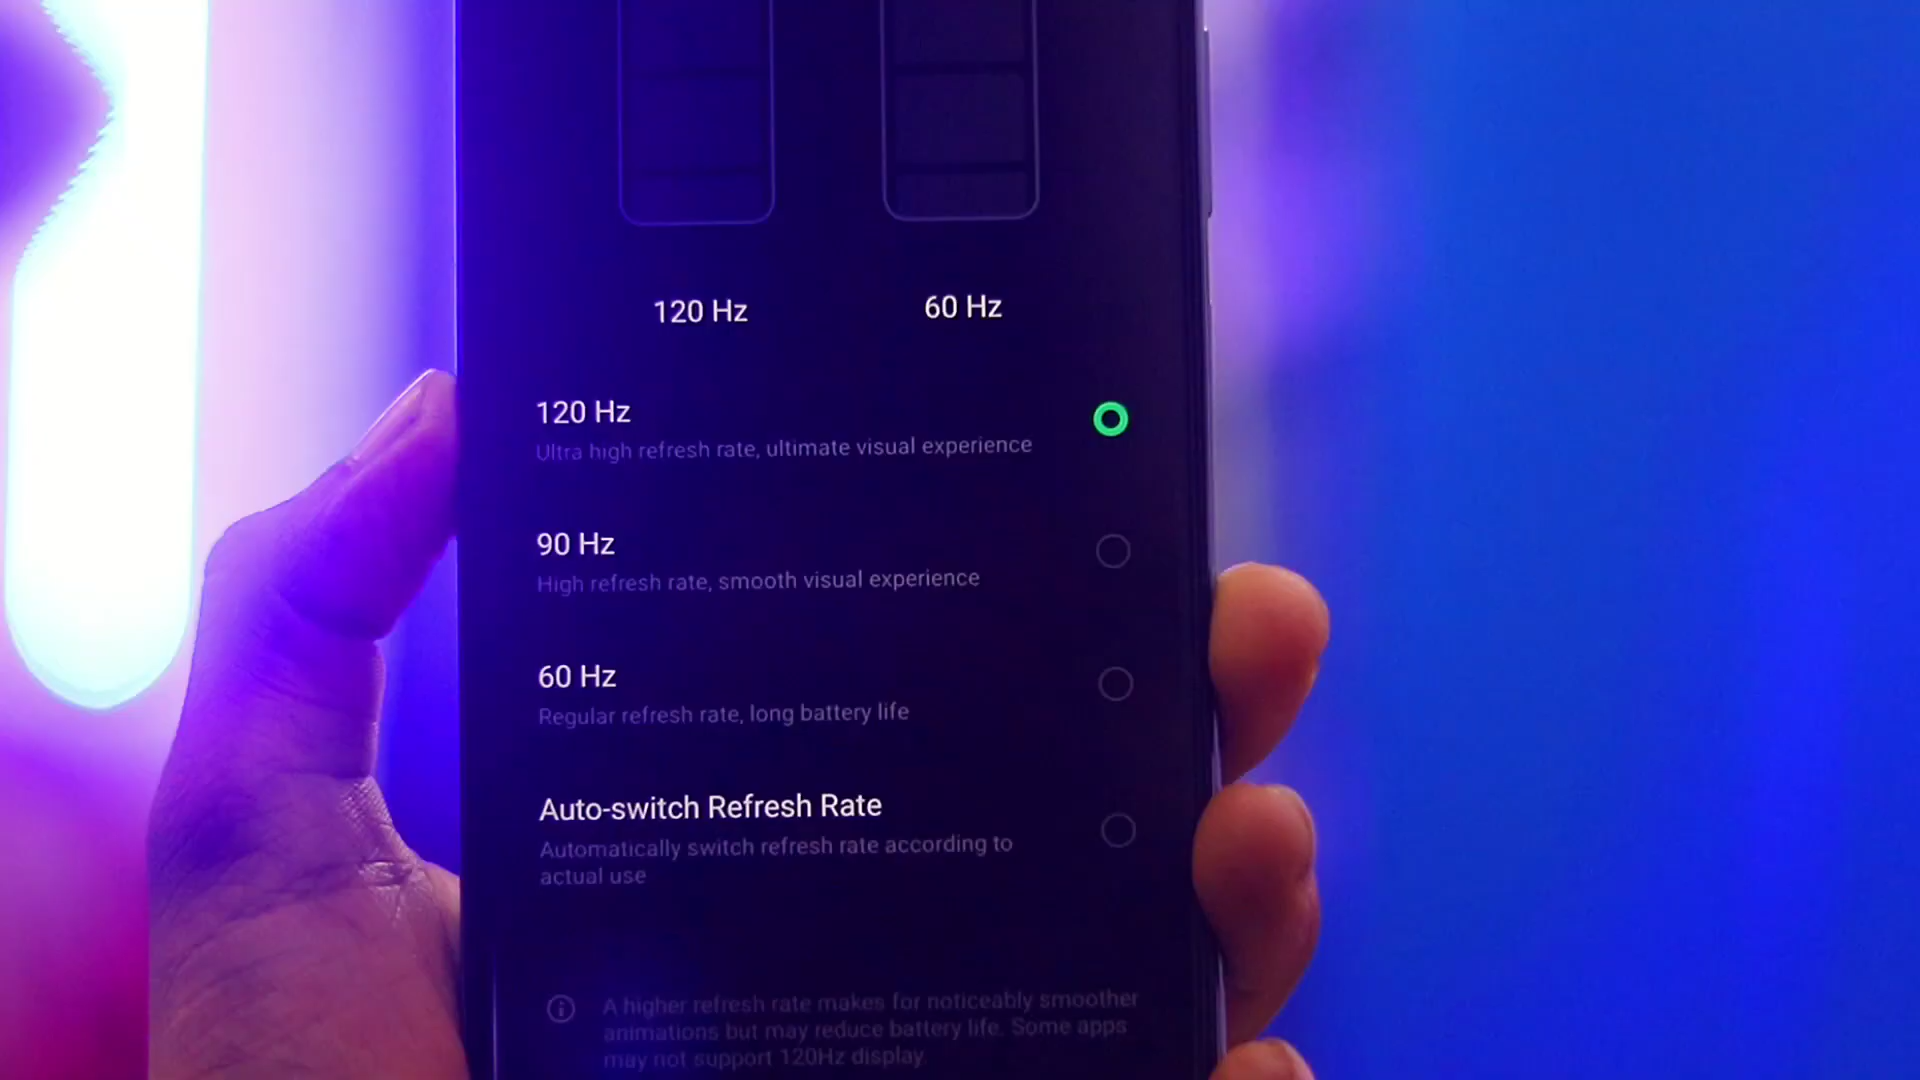 120 Hz 60 Hz
120 Hz
Ultra high refresh rate, ultimate visual experience
90 Hz
High refresh rate, smooth visual experience
60 Hz
Regular refresh rate, long battery life
Auto-switch Refresh Rate
Automatically switch refresh rate according to
actual use
A higher refresh rate makes for noticeably smoother
animations but may reduce battery life. Some apps
may not support 120Hz display.